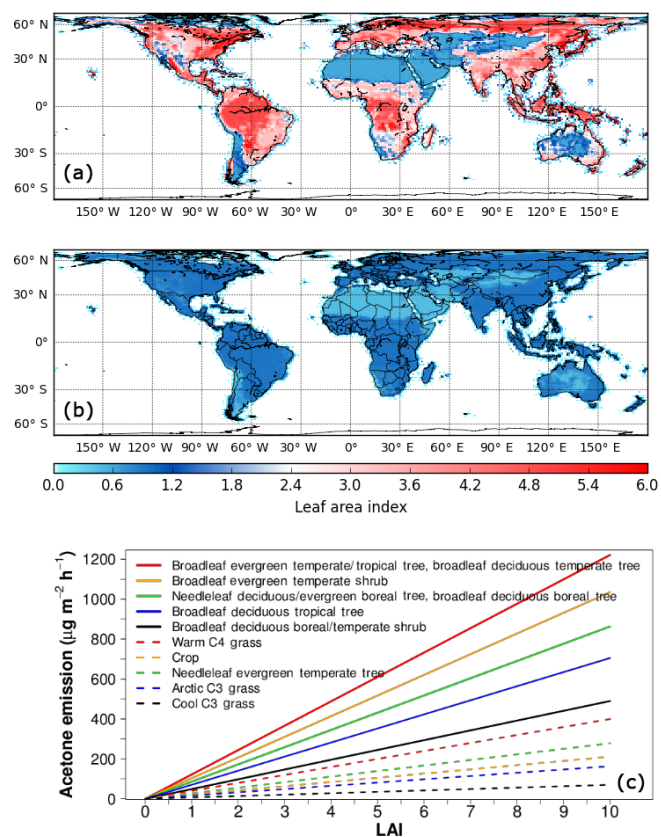 60° N
30° N
0°
30° S
60° S
(a)
150° W 120° W 90° W 60° W 30° W 0° 30° E 60° E 90° E 120° E 150° E
60° N
30° N
0°
30° S
60° S
(b)
150° W 120° W 90° W 60° W 30° W 0° 30° E 60° E 90° E 120° E 150° E
0.0 0.6 1.2 1.8 2.4 3.0 3.6 4.2 4.8 5.4 6.0
Leaf area index
Acetone emission (µg m⁻² h⁻¹)
1200
1000
800
600
400
200
0
Broadleaf evergreen temperate/tropical tree, broadleaf deciduous temperate tree
Broadleaf evergreen temperate shrub
Needleleaf deciduous/evergreen boreal tree, broadleaf deciduous boreal tree
Broadleaf deciduous tropical tree
Broadleaf deciduous boreal/temperate shrub
Warm C4 grass
Crop
Needleleaf evergreen temperate tree
Arctic C3 grass
Cool C3 grass
(c)
0 1 2 3 4 5 6 7 8 9 10
LAI